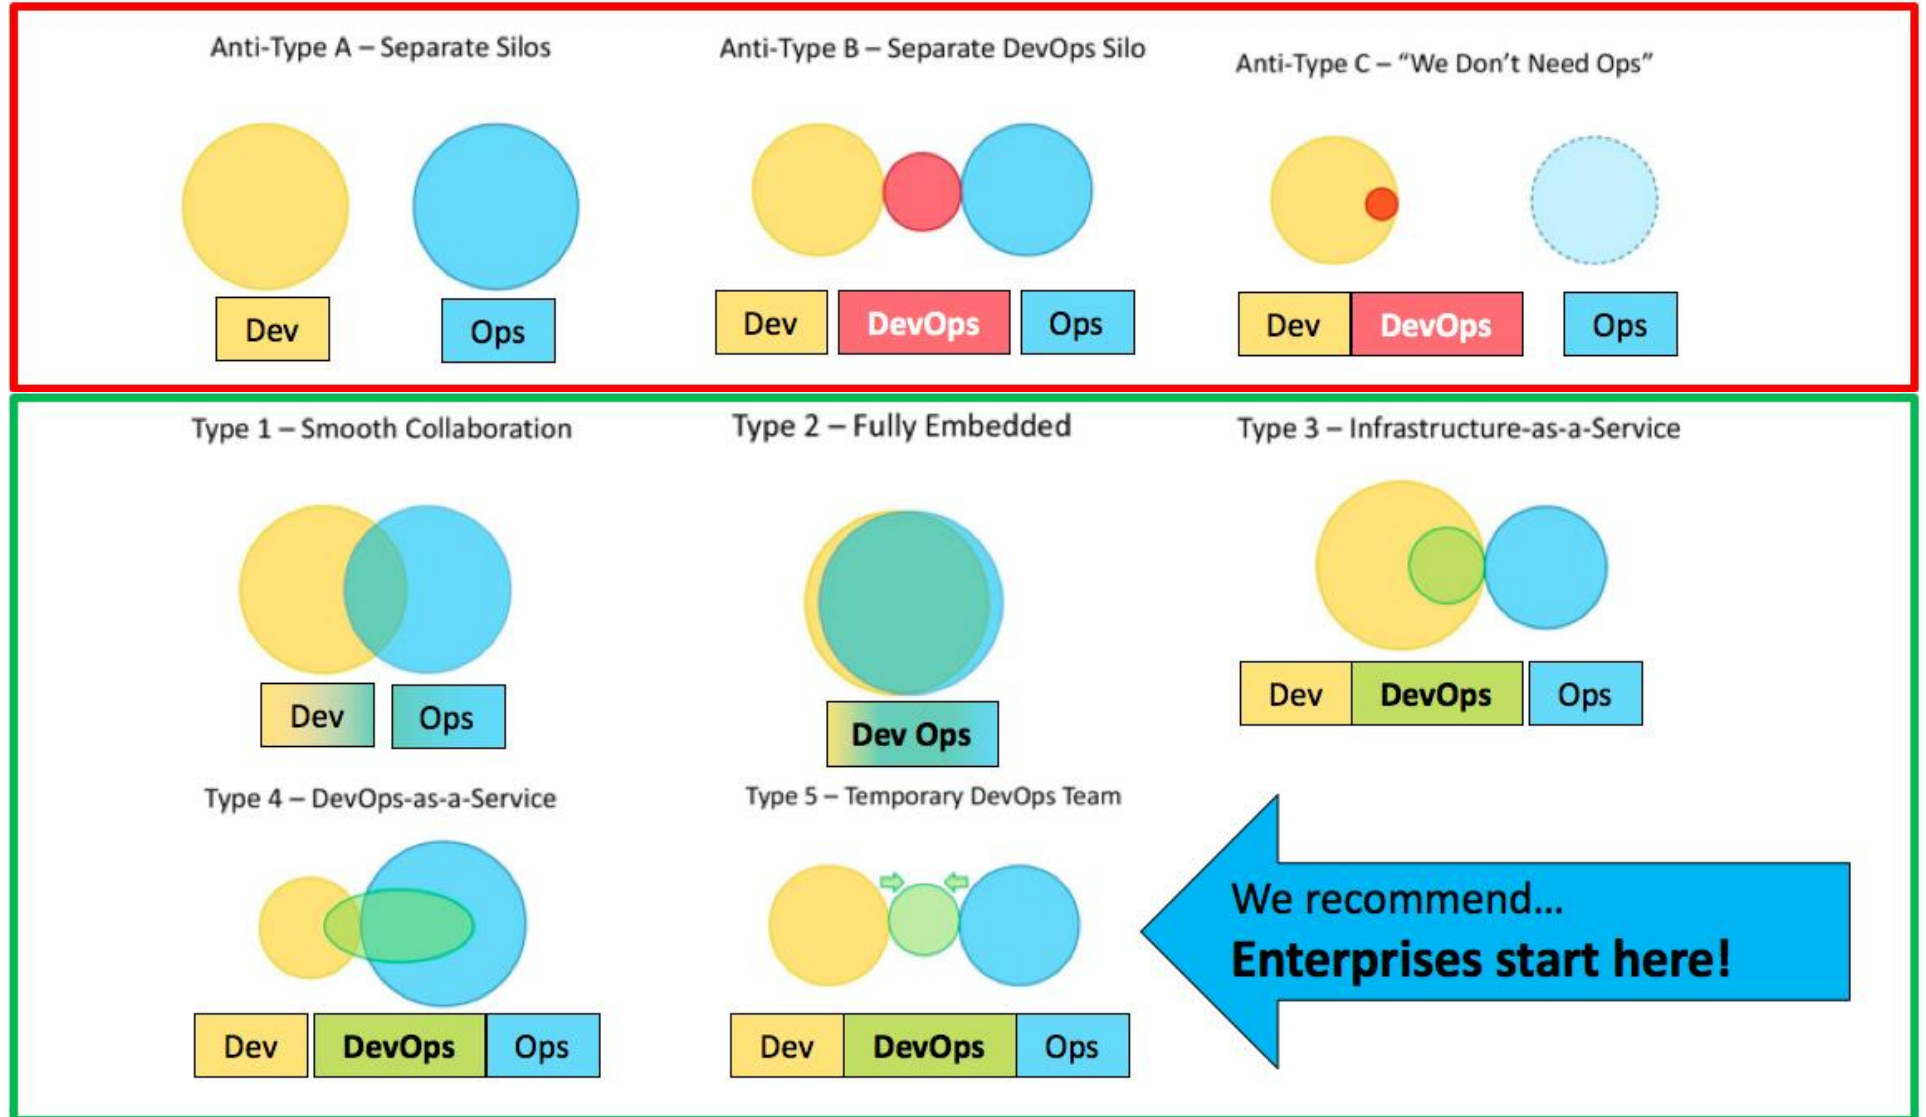 Anti-Type A – Separate Silos
Anti-Type B – Separate DevOps Silo
Anti-Type C – “We Don’t Need Ops”
Dev
Ops
Dev
DevOps
Ops
Dev
DevOps
Ops
Type 1 – Smooth Collaboration
Type 2 – Fully Embedded
Type 3 – Infrastructure-as-a-Service
Dev
Ops
Dev Ops
Dev
DevOps
Ops
Type 4 – DevOps-as-a-Service
Type 5 – Temporary DevOps Team
Dev
DevOps
Ops
Dev
DevOps
Ops
We recommend...
Enterprises start here!